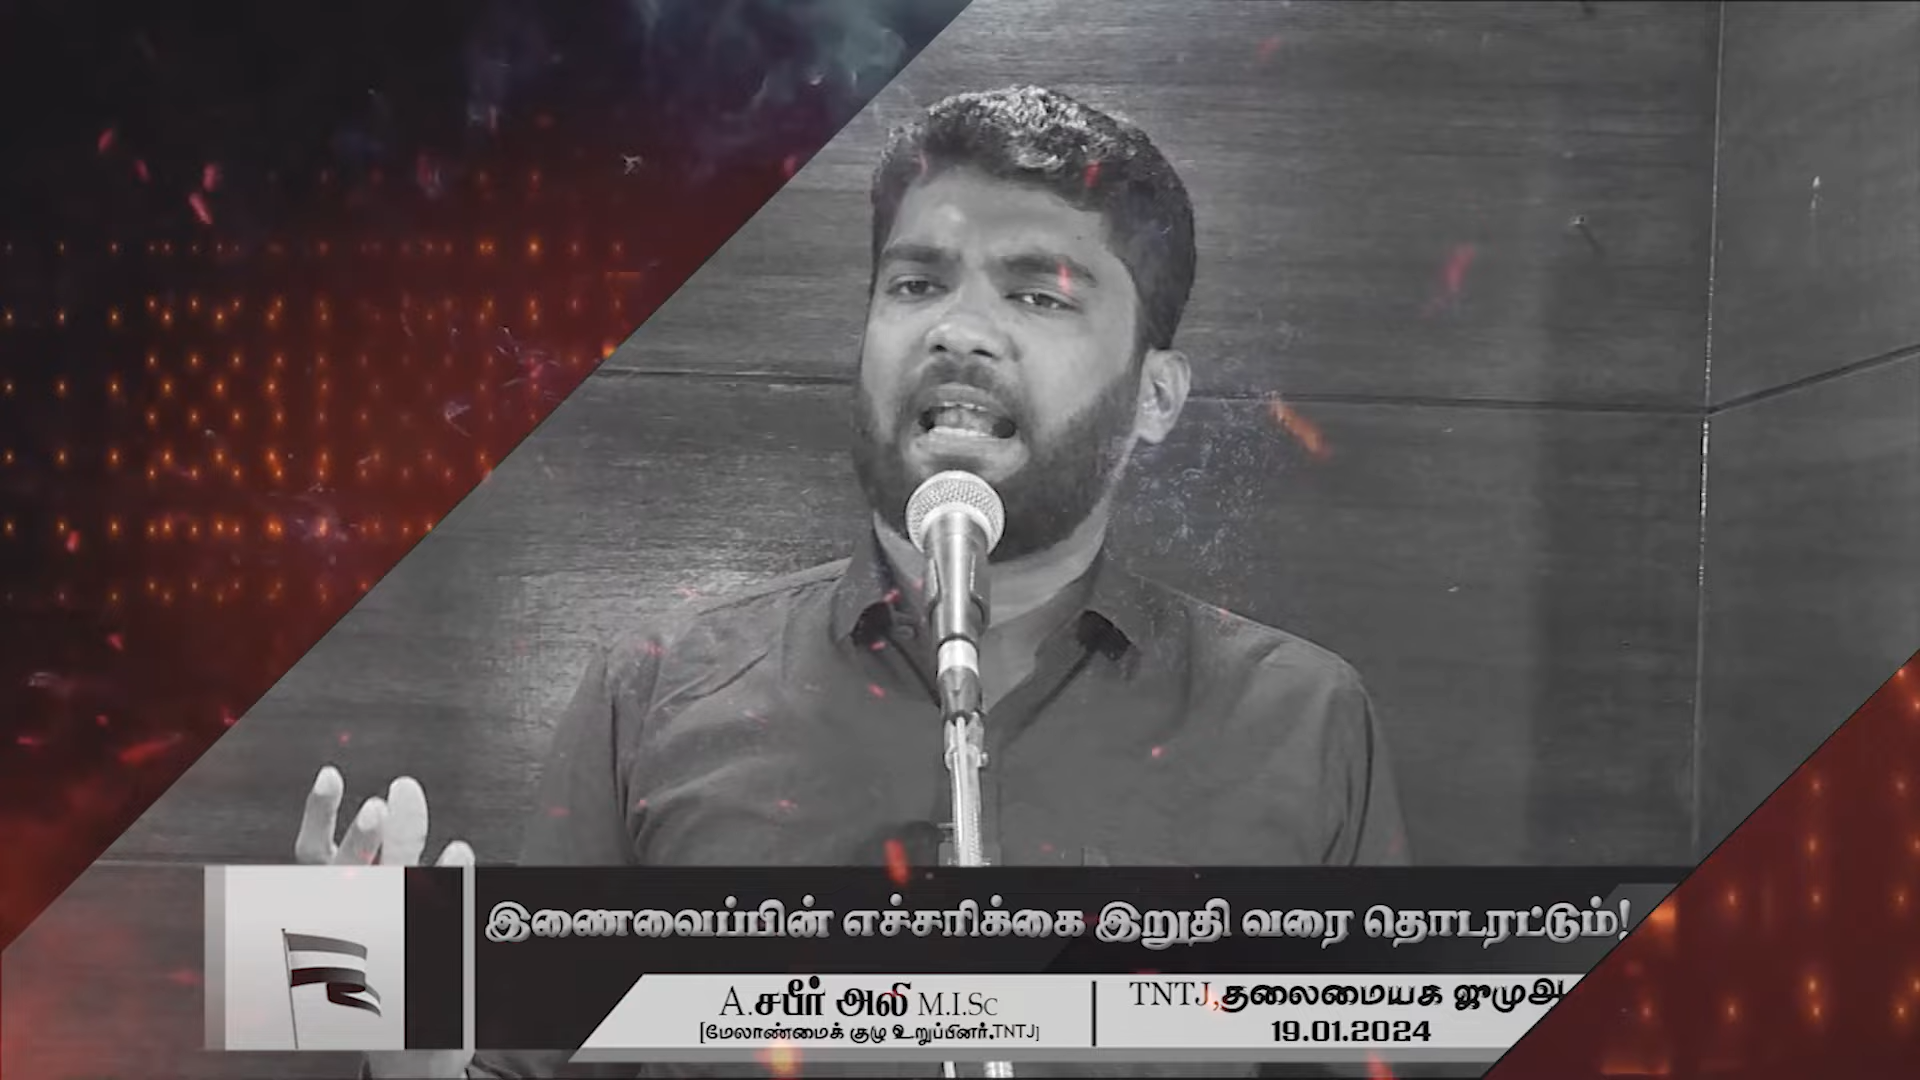 இணைவைப்பின் எச்சரிக்கை இறுதி வரை தொடரட்டும்!
A.சபீர் அலி M.I.Sc
[மேலாண்மைக் குழு உறுப்பினர்,TNTJ]
TNTJ,தலைமையக ஜுமுஆ
19.01.2024